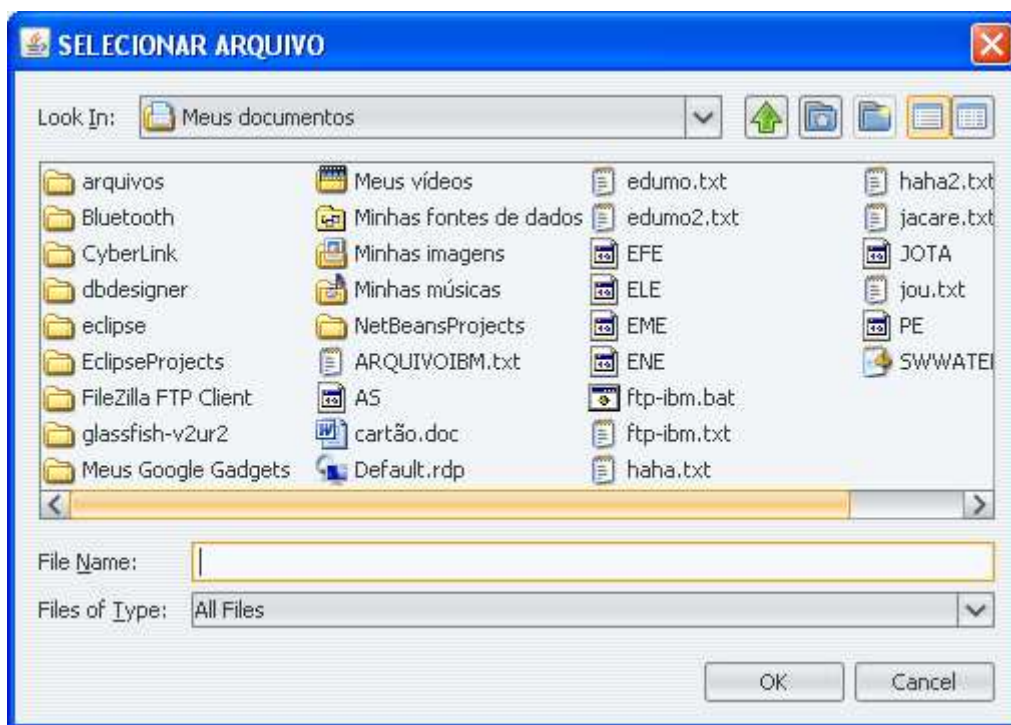 SELECIONAR ARQUIVO
Look In: Meus documentos
arquivos
Bluetooth
CyberLink
dbdesigner
eclipse
EclipseProjects
FileZilla FTP Client
glassfish-v2ur2
Meus Google Gadgets
Meus vídeos
Minhas fontes de dados
Minhas imagens
Minhas músicas
NetBeansProjects
ARQUIVOIBM.txt
AS
cartão.doc
Default.rdp
edumo.txt
edumo2.txt
EFE
ELE
EME
ENE
ftp-ibm.bat
ftp-ibm.txt
haha.txt
haha2.txt
jacare.txt
JOTA
jou.txt
PE
File Name:
Files of Type: All Files
OK Cancel